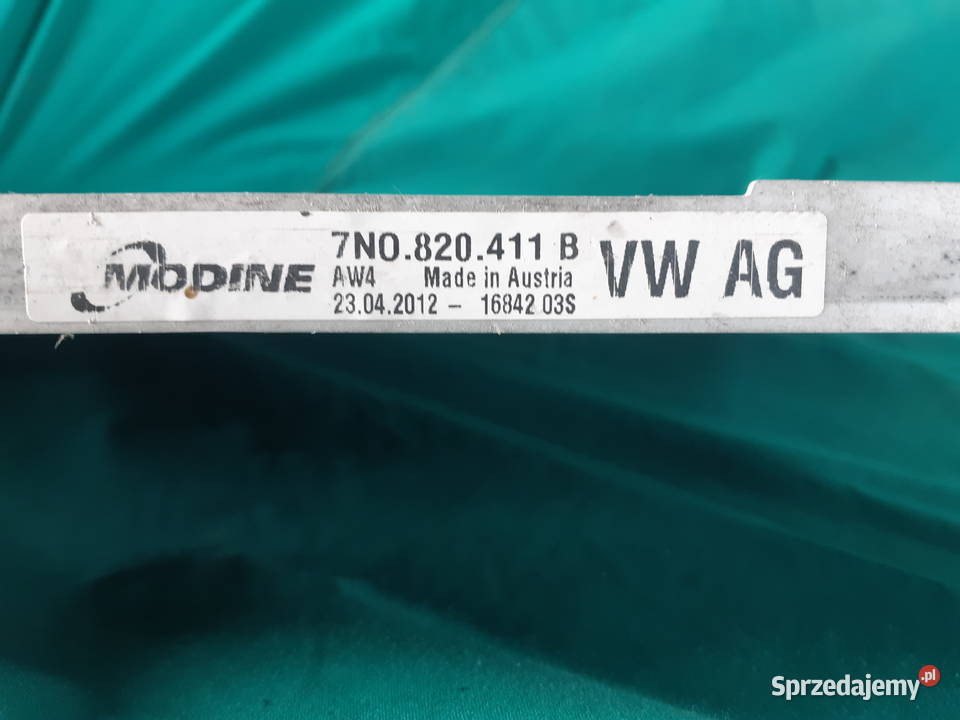 MODINE
7N0.820.411 B
AW4 Made in Austria
23.04.2012 - 16842 03S
VW AG
Sprzedajemy.pl